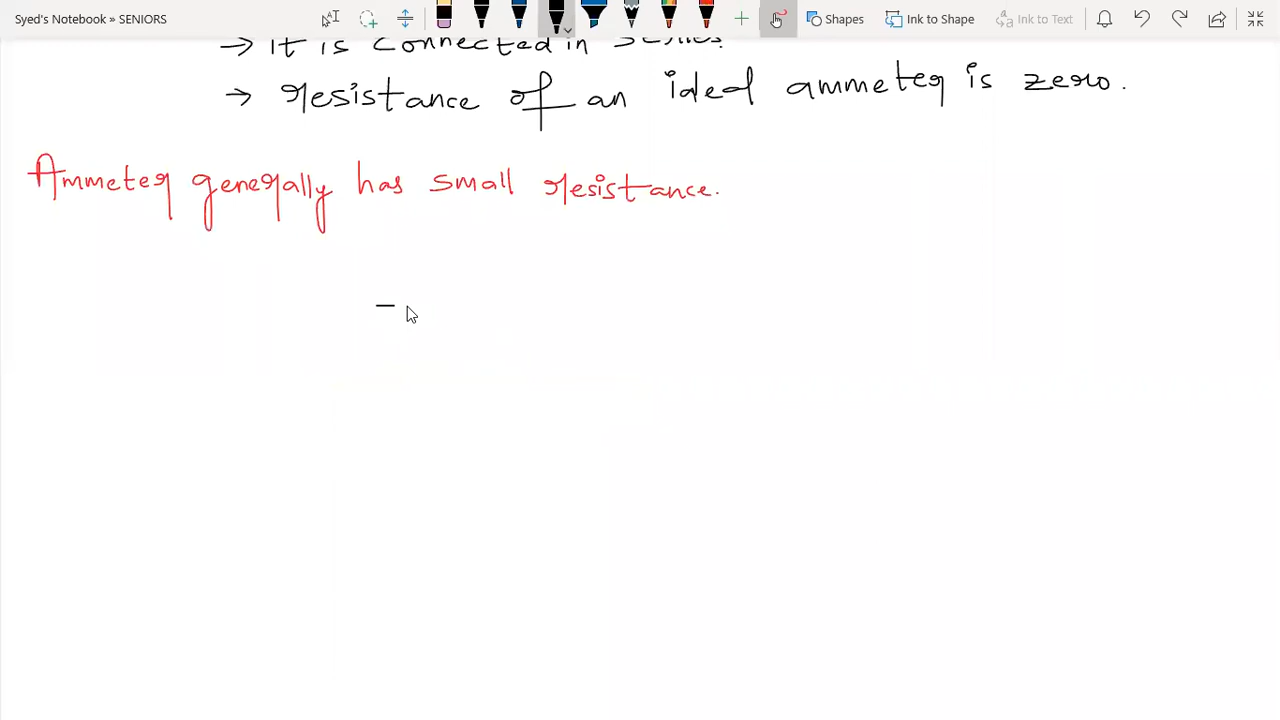 Syed's Notebook » SENIORS
Shapes
Ink to Shape
Ink to Text
→ it is connected in series.
→ resistance of an ideal ammeter is zero.
Ammeter generally has small resistance.